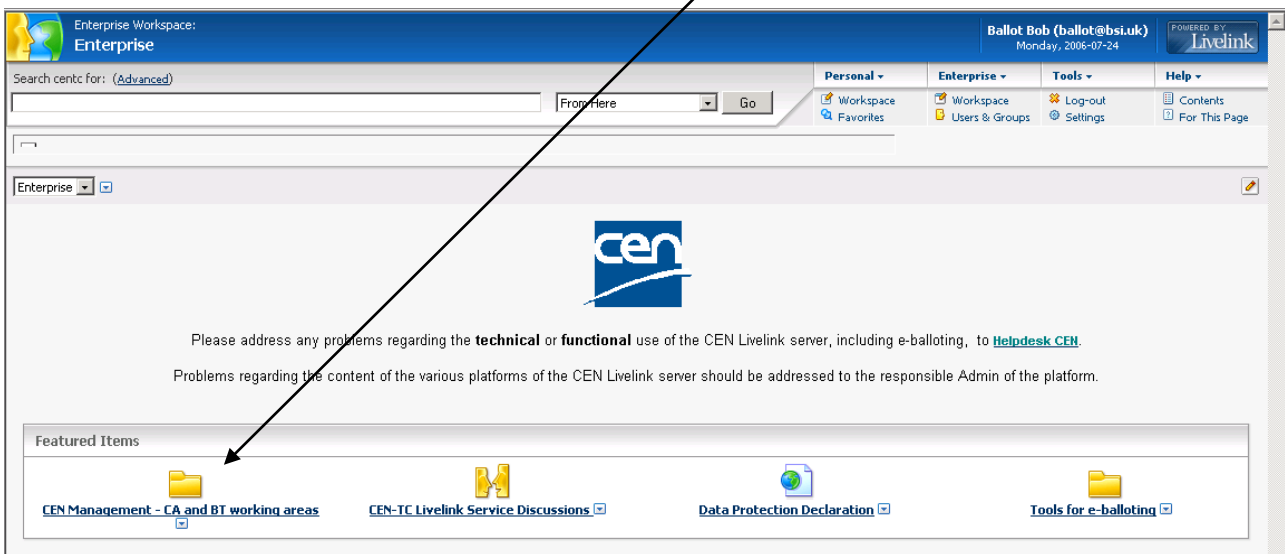 Enterprise Workspace:
Enterprise
Ballot Bob (ballot@bsi.uk)
Monday, 2006-07-24
POWERED BY
Livelink
Search centc for: (Advanced)
From Here
Go
Personal
Workspace
Favorites
Enterprise
Workspace
Users & Groups
Tools
Log-out
Settings
Help
Contents
For This Page
Enterprise
cen
Please address any problems regarding the technical or functional use of the CEN Livelink server, including e-balloting, to Helpdesk CEN.
Problems regarding the content of the various platforms of the CEN Livelink server should be addressed to the responsible Admin of the platform.
Featured Items
CEN Management - CA and BT working areas
CEN-TC Livelink Service Discussions
Data Protection Declaration
Tools for e-balloting